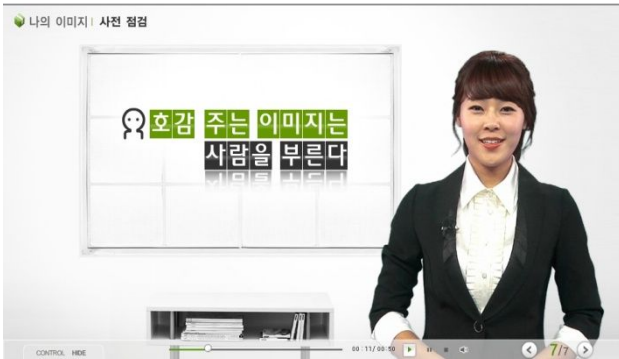 나의 이미지 | 사전 점검
호감 주는 이미지는
사람을 부른다
CONTROL HIDE
00 : 11 / 06 : 50
7/7